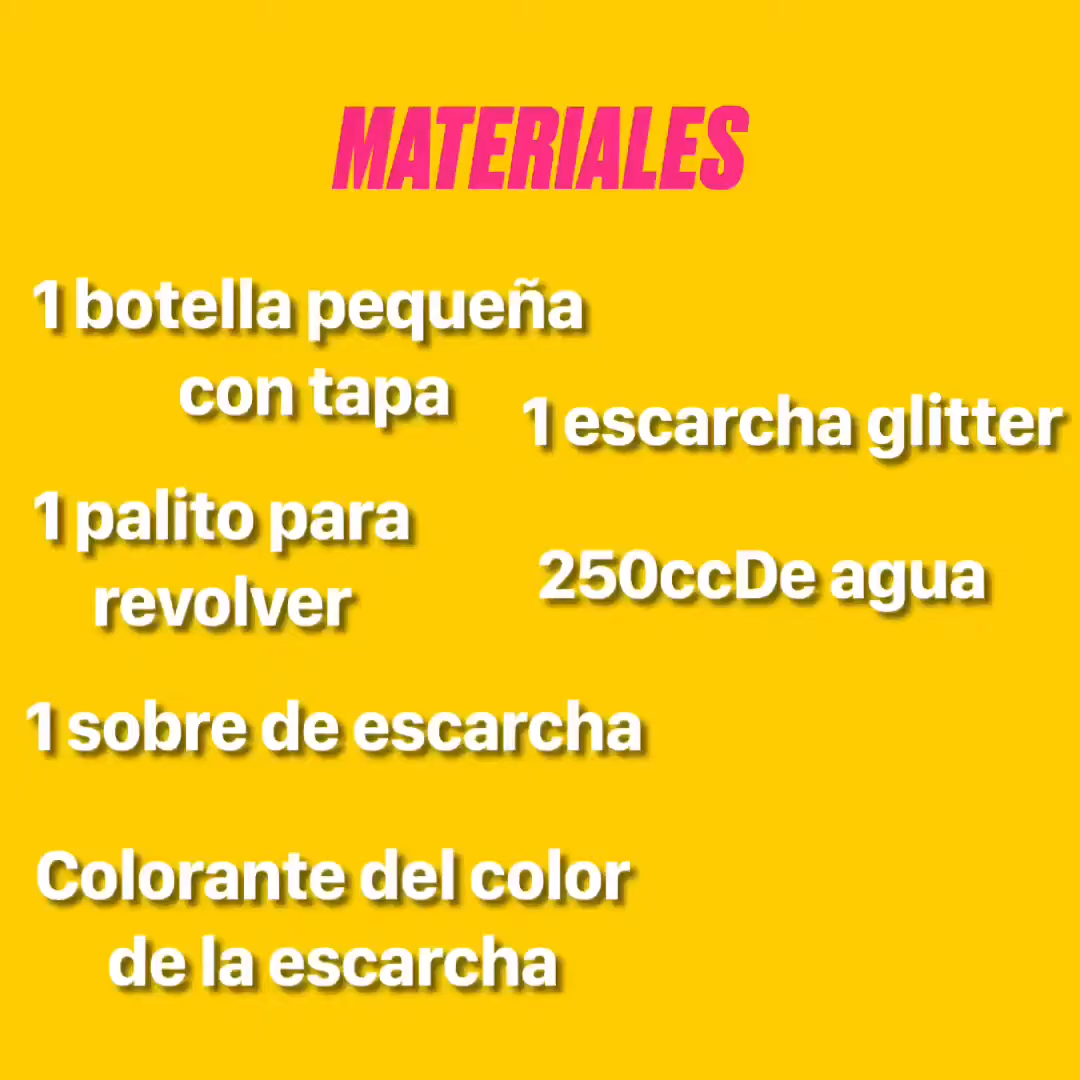 MATERIALES
1 botella pequeña
con tapa
1 escarcha glitter
1 palito para
revolver
250ccDe agua
1 sobre de escarcha
Colorante del color
de la escarcha